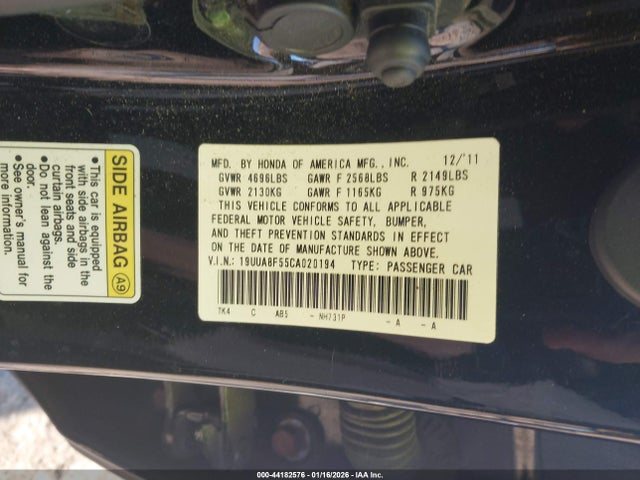 SIDE AIRBAG A9
• This car is equipped
with side airbags in the
front seats and side
curtain airbags.
• Do not lean against the
door.
• See owner's manual for
more information.
MFD. BY HONDA OF AMERICA MFG., INC. 12/'11
GVWR 4696LBS GAWR F 2568LBS R 2149LBS
GVWR 2130KG GAWR F 1165KG R 975KG
THIS VEHICLE CONFORMS TO ALL APPLICABLE
FEDERAL MOTOR VEHICLE SAFETY, BUMPER,
AND THEFT PREVENTION STANDARDS IN EFFECT
ON THE DATE OF MANUFACTURE SHOWN ABOVE.
V.I.N.: 19UUA8F55CA020194 TYPE: PASSENGER CAR
TK4 C AB5 - NH731P - A - A
000-44182576 - 01/16/2026 - IAA Inc.